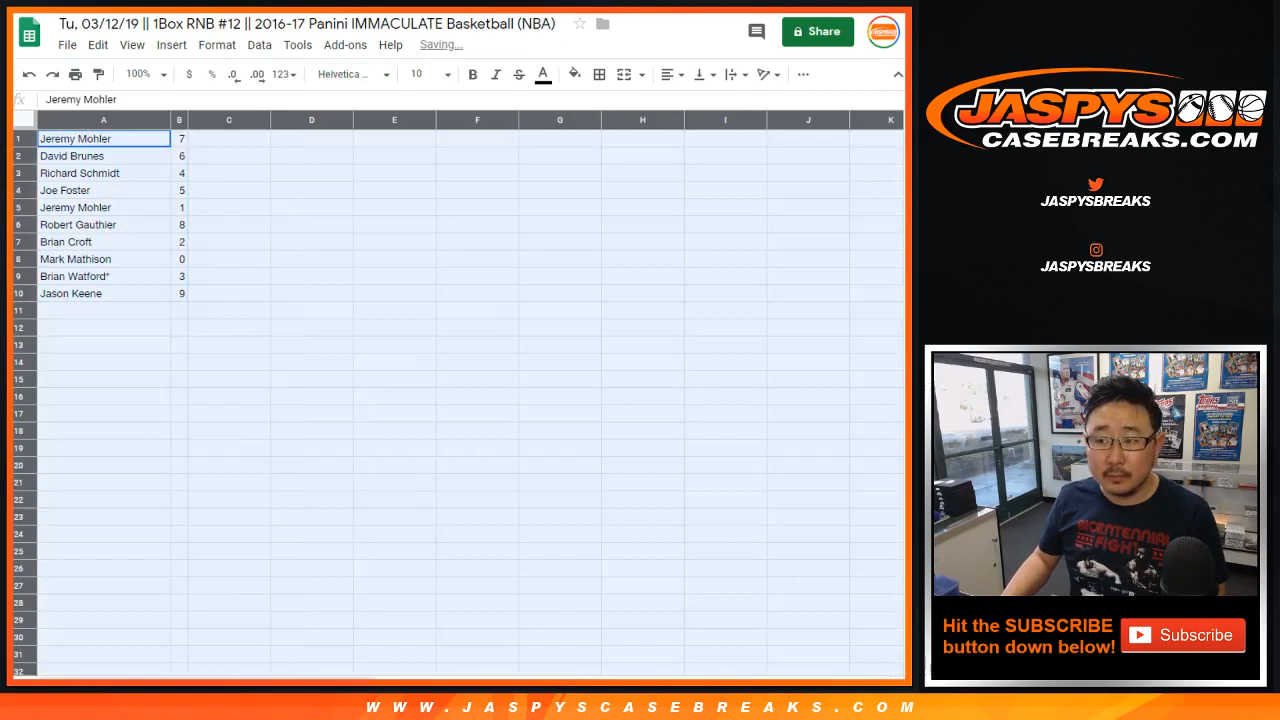 Tu, 03/12/19 || 1Box RNB #12 || 2016-17 Panini IMMACULATE Basketball (NBA)
File Edit View Insert Format Data Tools Add-ons Help Saving...
Share
100% $ % .0 .00 123 Helvetica ... 10 B I S A
fx Jeremy Mohler
A B C D E F G H I J K
1 Jeremy Mohler 7
2 David Brunes 6
3 Richard Schmidt 4
4 Joe Foster 5
5 Jeremy Mohler 1
6 Robert Gauthier 8
7 Brian Croft 2
8 Mark Mathison 0
9 Brian Watford* 3
10 Jason Keene 9
11
12
13
14
15
16
17
18
19
20
21
22
23
24
25
26
27
28
29
30
31
32
JASPYS
CASEBREAKS.COM
JASPYSBREAKS
JASPYSBREAKS
BICENTENNIAL
FIGHT
Hit the SUBSCRIBE
button down below!
Subscribe
WWW.JASPYSCASEBREAKS.COM